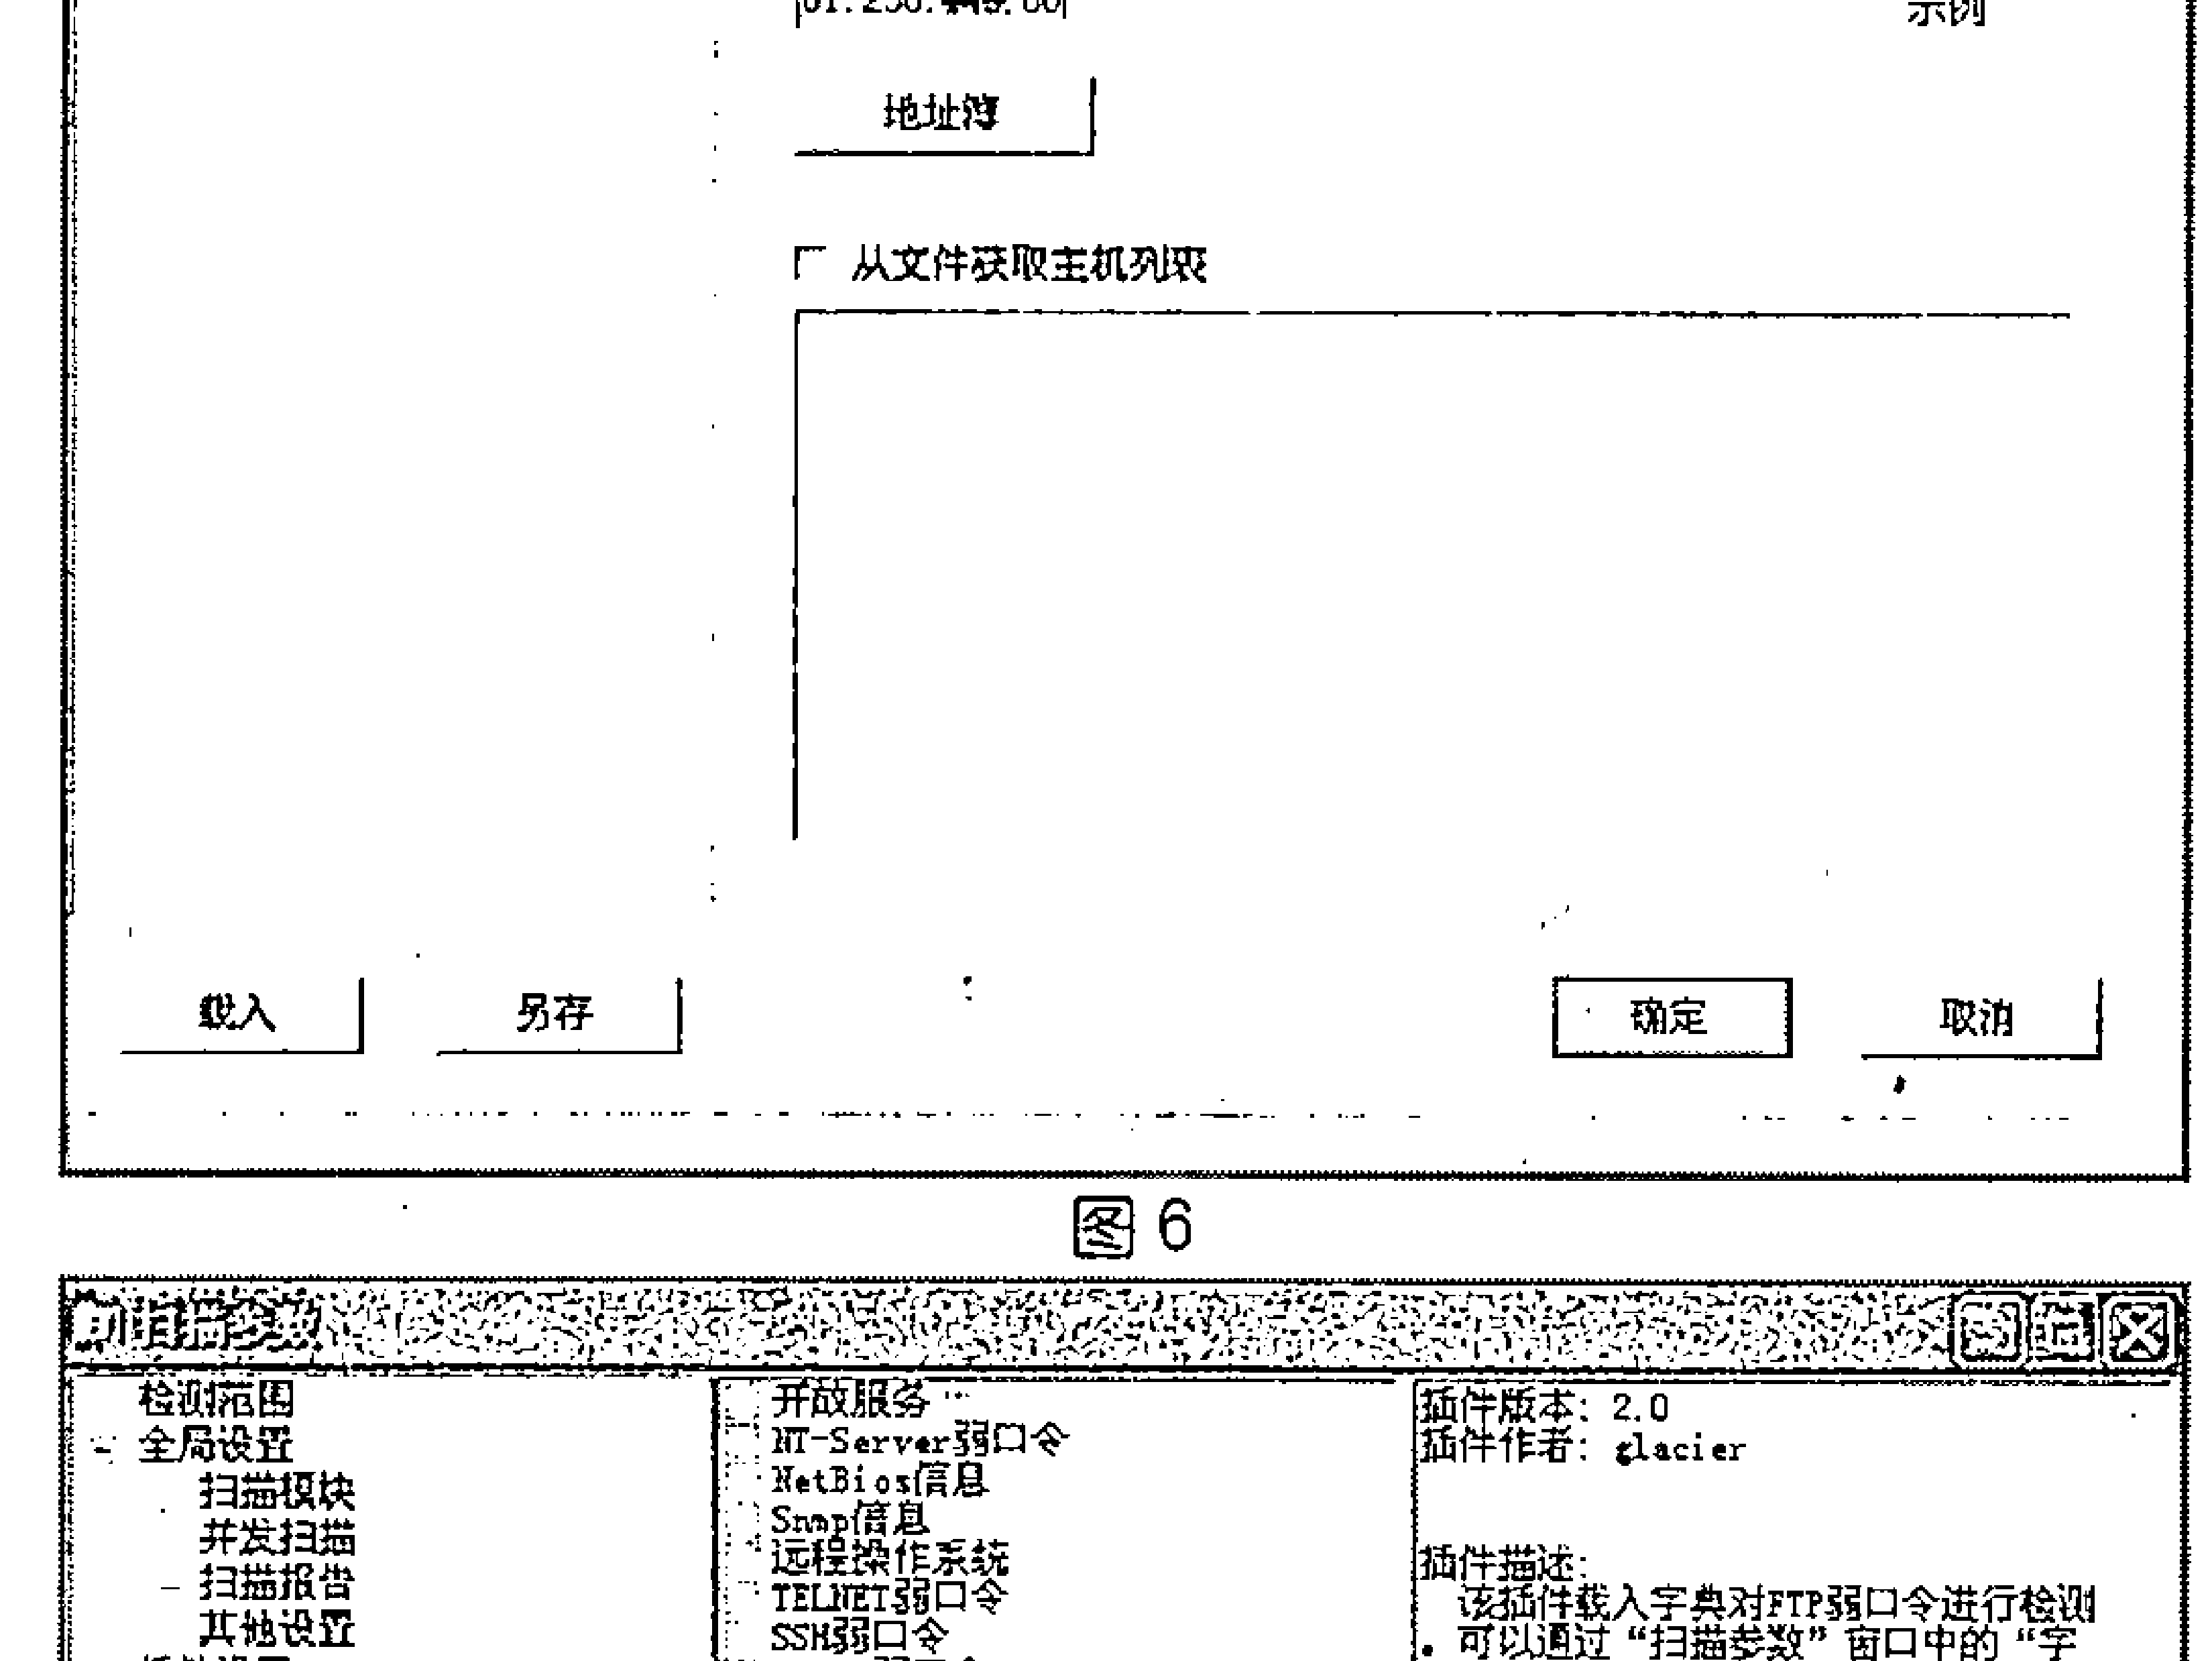 示例
地址簿
从文件获取主机列表
载入
另存
确定
取消
图 6
扫描参数
检测范围
全局设置
扫描模块
并发扫描
扫描报告
其他设置
开放服务
NT-Server弱口令
NetBios信息
Snmp信息
远程操作系统
TELNET弱口令
SSH弱口令
插件版本: 2.0
插件作者: glacier
插件描述:
该插件载入字典对FTP弱口令进行检测
。可以通过“扫描参数”窗口中的“字